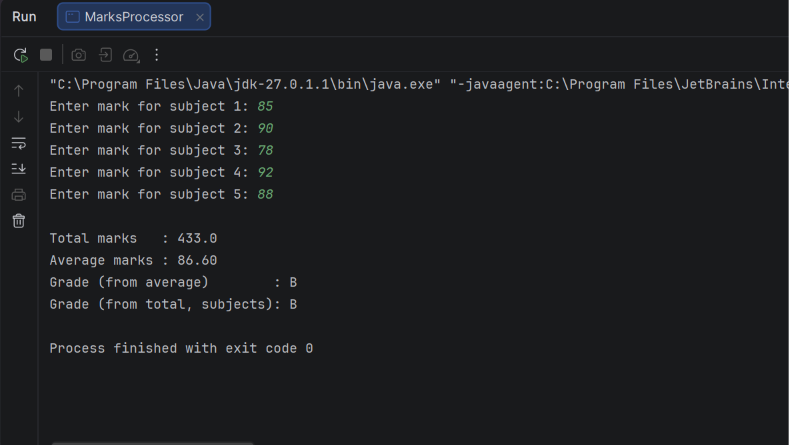 Run MarksProcessor
"C:\Program Files\Java\jdk-27.0.1.1\bin\java.exe" "-javaagent:C:\Program Files\JetBrains\Inte
Enter mark for subject 1: 85
Enter mark for subject 2: 90
Enter mark for subject 3: 78
Enter mark for subject 4: 92
Enter mark for subject 5: 88
Total marks   : 433.0
Average marks : 86.60
Grade (from average)        : B
Grade (from total, subjects): B
Process finished with exit code 0